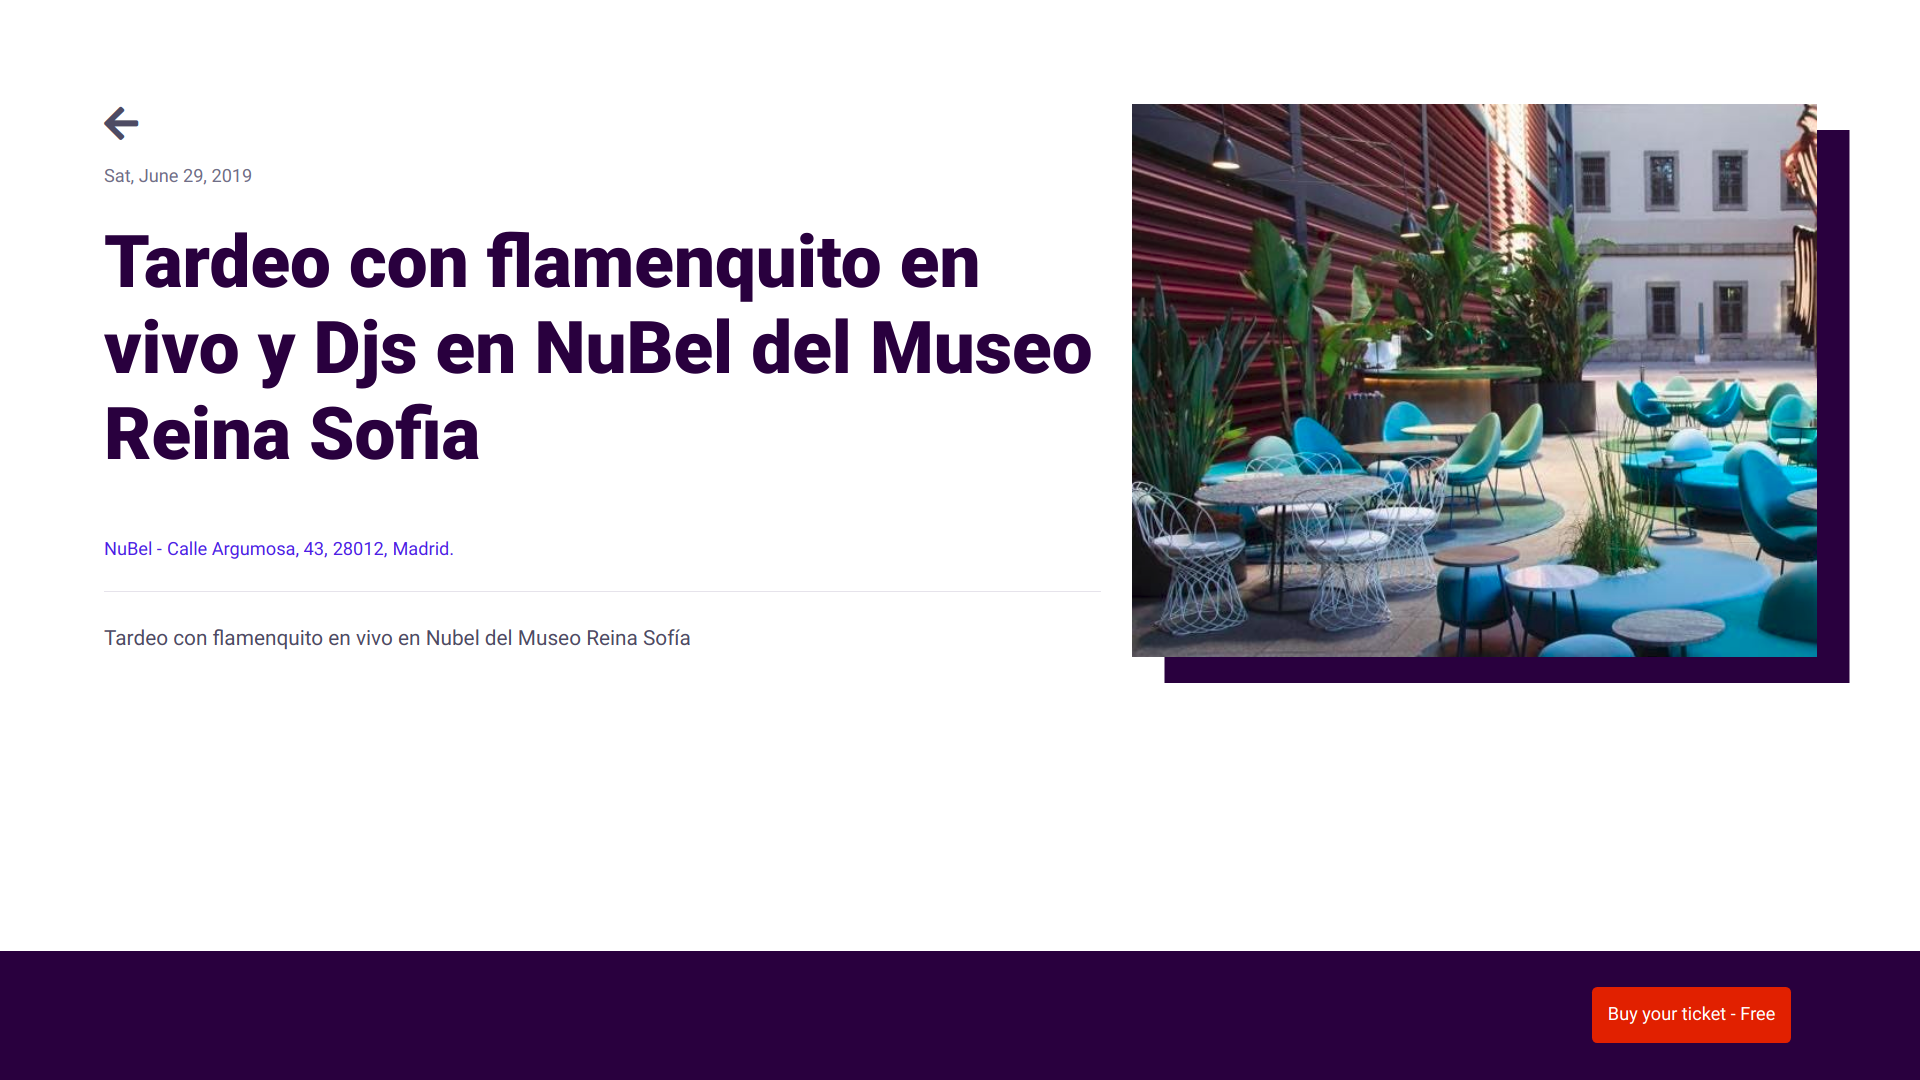 Sat, June 29, 2019
Tardeo con flamenquito en
vivo y Djs en NuBel del Museo
Reina Sofia
NuBel - Calle Argumosa, 43, 28012, Madrid.
Tardeo con flamenquito en vivo en Nubel del Museo Reina Sofía
Buy your ticket - Free